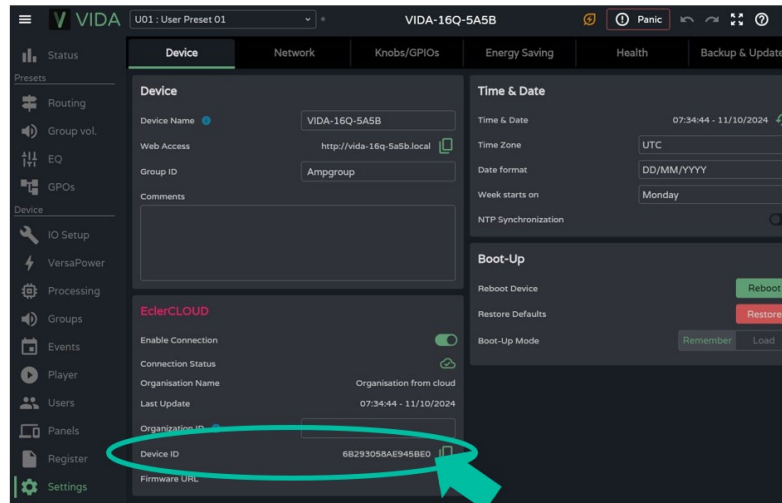 VIDA
U01 : User Preset 01
VIDA-16Q-5A5B
Panic
Status
Presets
Routing
Group vol.
EQ
GPOs
Device
IO Setup
VersaPower
Processing
Groups
Events
Player
Users
Panels
Register
Settings
Device
Network
Knobs/GPIOs
Energy Saving
Health
Backup & Update
Device
Device Name
VIDA-16Q-5A5B
Web Access
http://vida-16q-5a5b.local
Group ID
Ampgroup
Comments
EclerCLOUD
Enable Connection
Connection Status
Organisation Name
Organisation from cloud
Last Update
07:34:44 - 11/10/2024
Organization ID
Device ID
6B293058AE945BE0
Firmware URL
Time & Date
Time & Date
07:34:44 - 11/10/2024
Time Zone
UTC
Date format
DD/MM/YYYY
Week starts on
Monday
NTP Synchronization
Boot-Up
Reboot Device
Reboot
Restore Defaults
Restore
Boot-Up Mode
Remember
Load